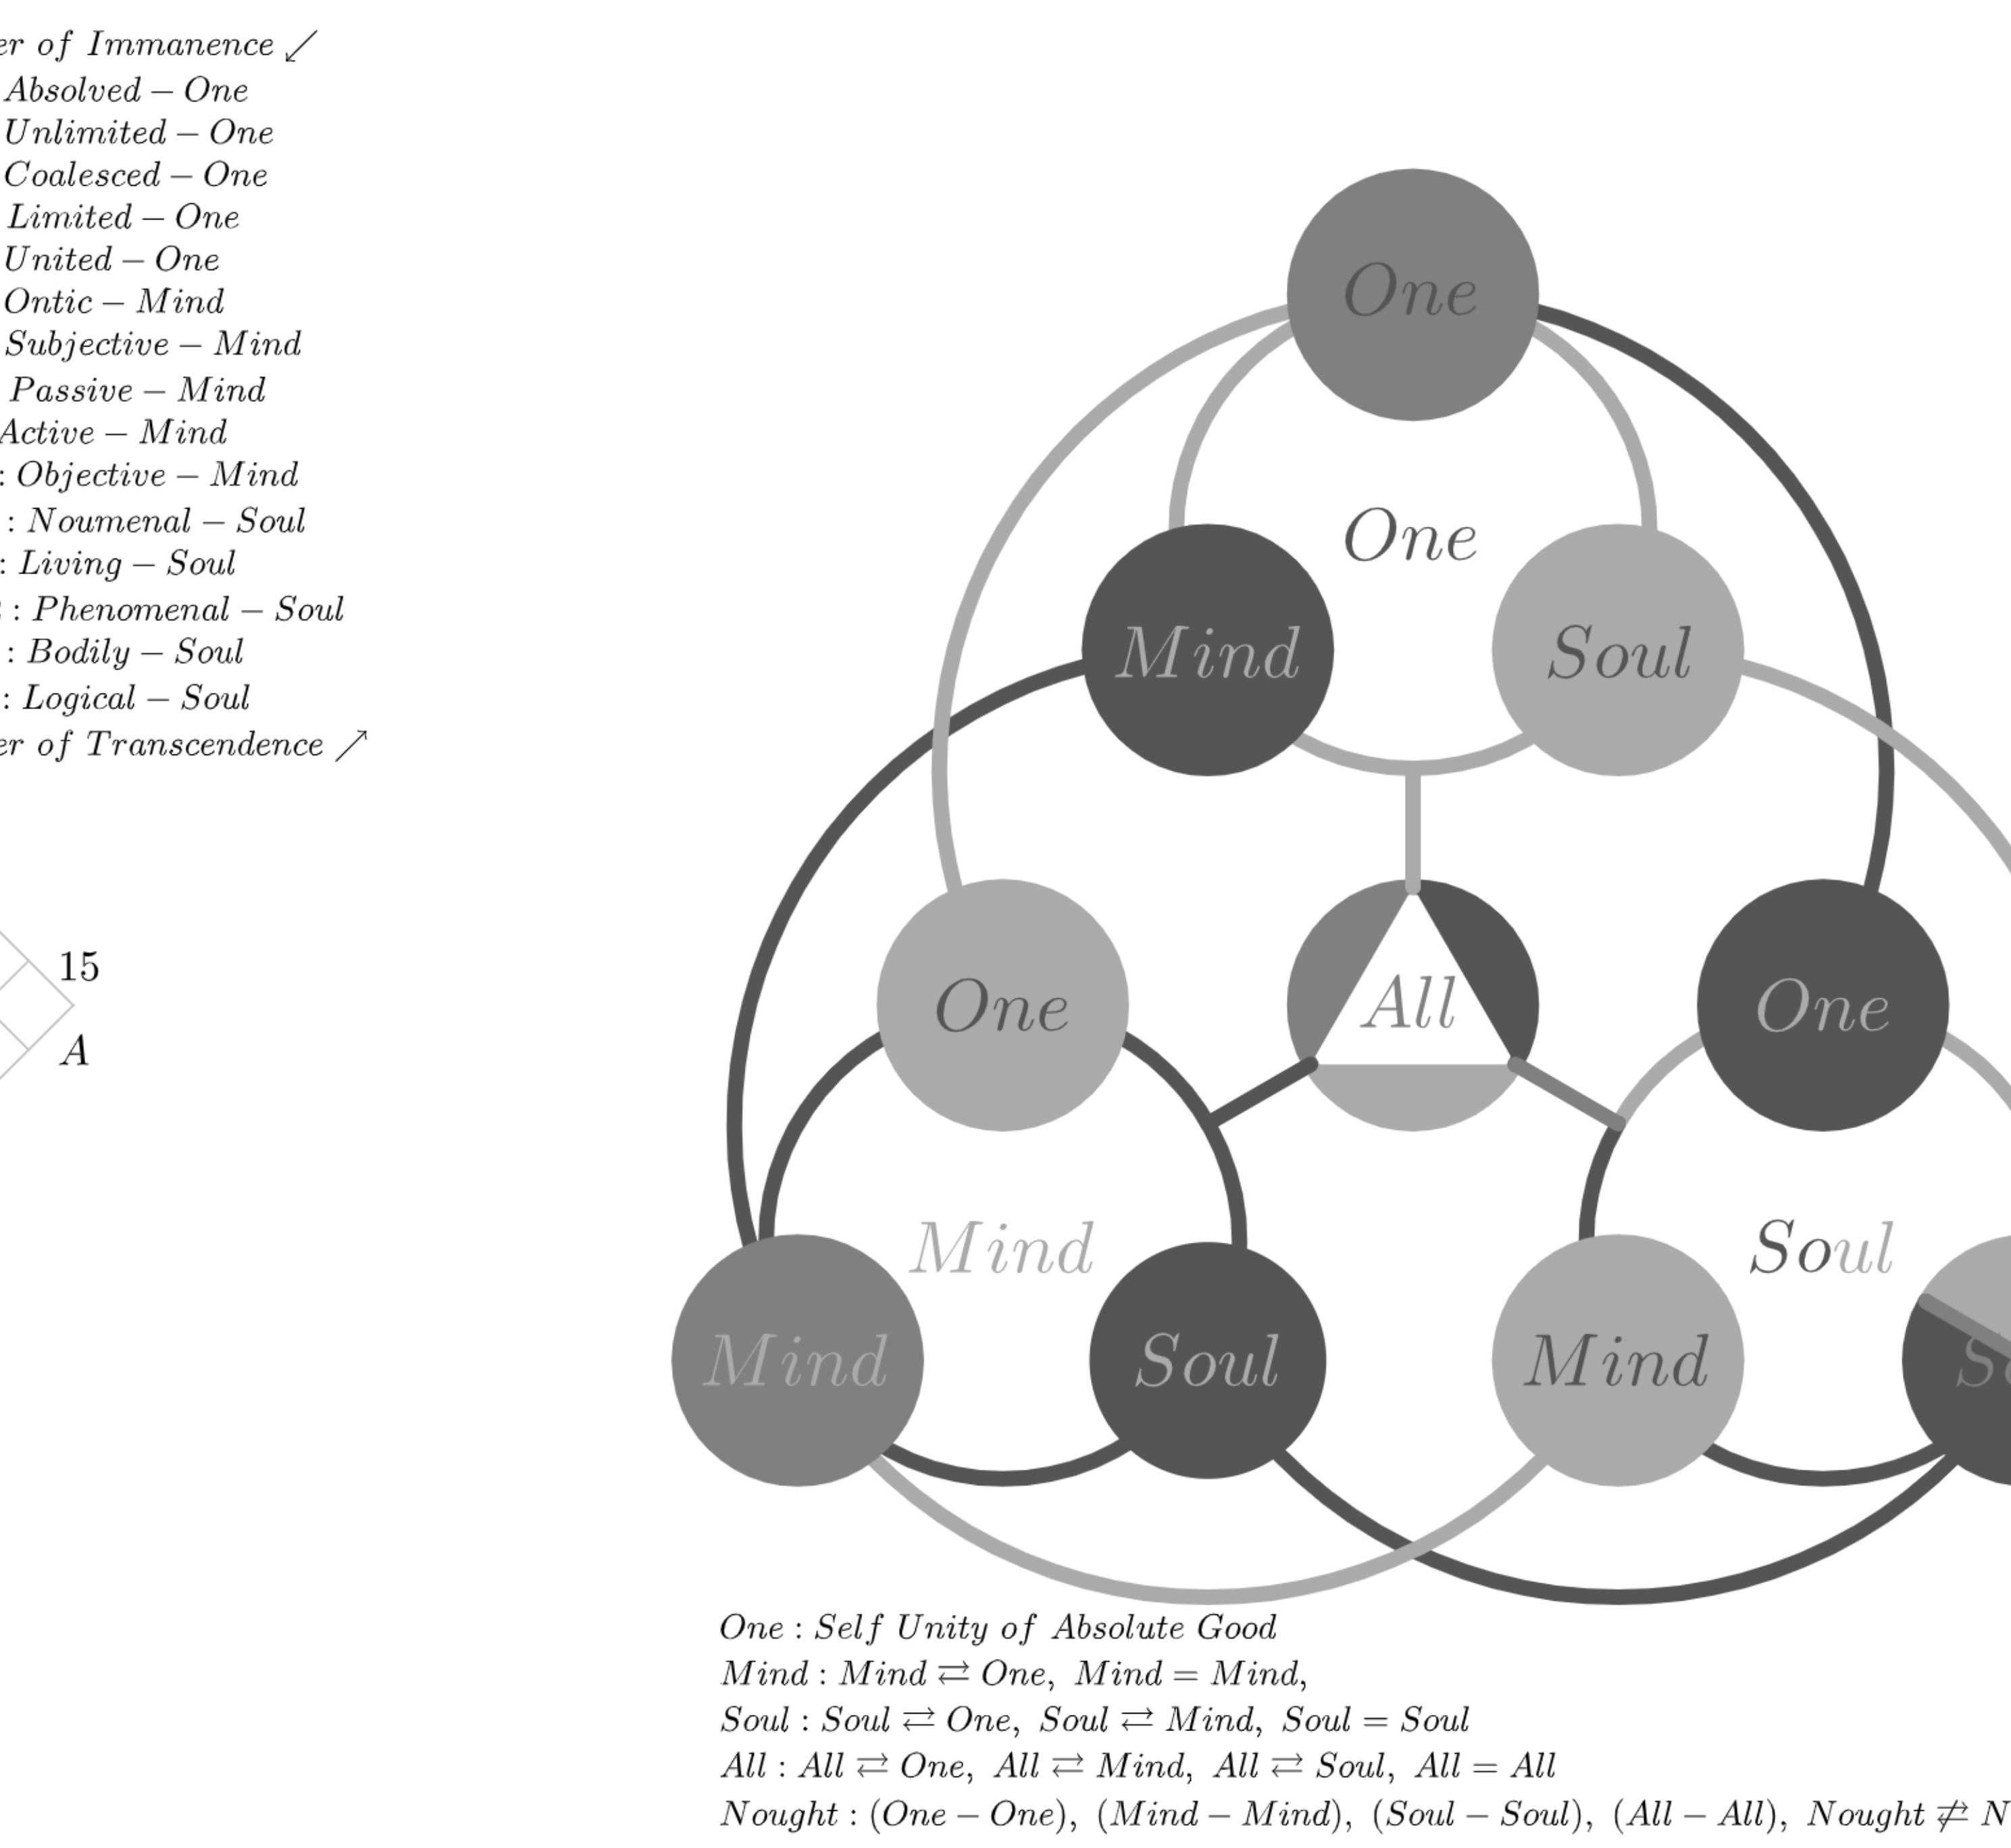 er of Immanence ↙
Absolved − One
Unlimited − One
Coalesced − One
Limited − One
United − One
Ontic − Mind
Subjective − Mind
Passive − Mind
Active − Mind
: Objective − Mind
: Noumenal − Soul
: Living − Soul
: Phenomenal − Soul
: Bodily − Soul
: Logical − Soul
er of Transcendence ↗
15
A
One
One
Mind
Soul
One
All
One
Mind
Soul
Mind
Soul
Mind
One : Self Unity of Absolute Good
Mind : Mind ⇄ One, Mind = Mind,
Soul : Soul ⇄ One, Soul ⇄ Mind, Soul = Soul
All : All ⇄ One, All ⇄ Mind, All ⇄ Soul, All = All
Nought : (One − One), (Mind − Mind), (Soul − Soul), (All − All), Nought ⇄̸ N